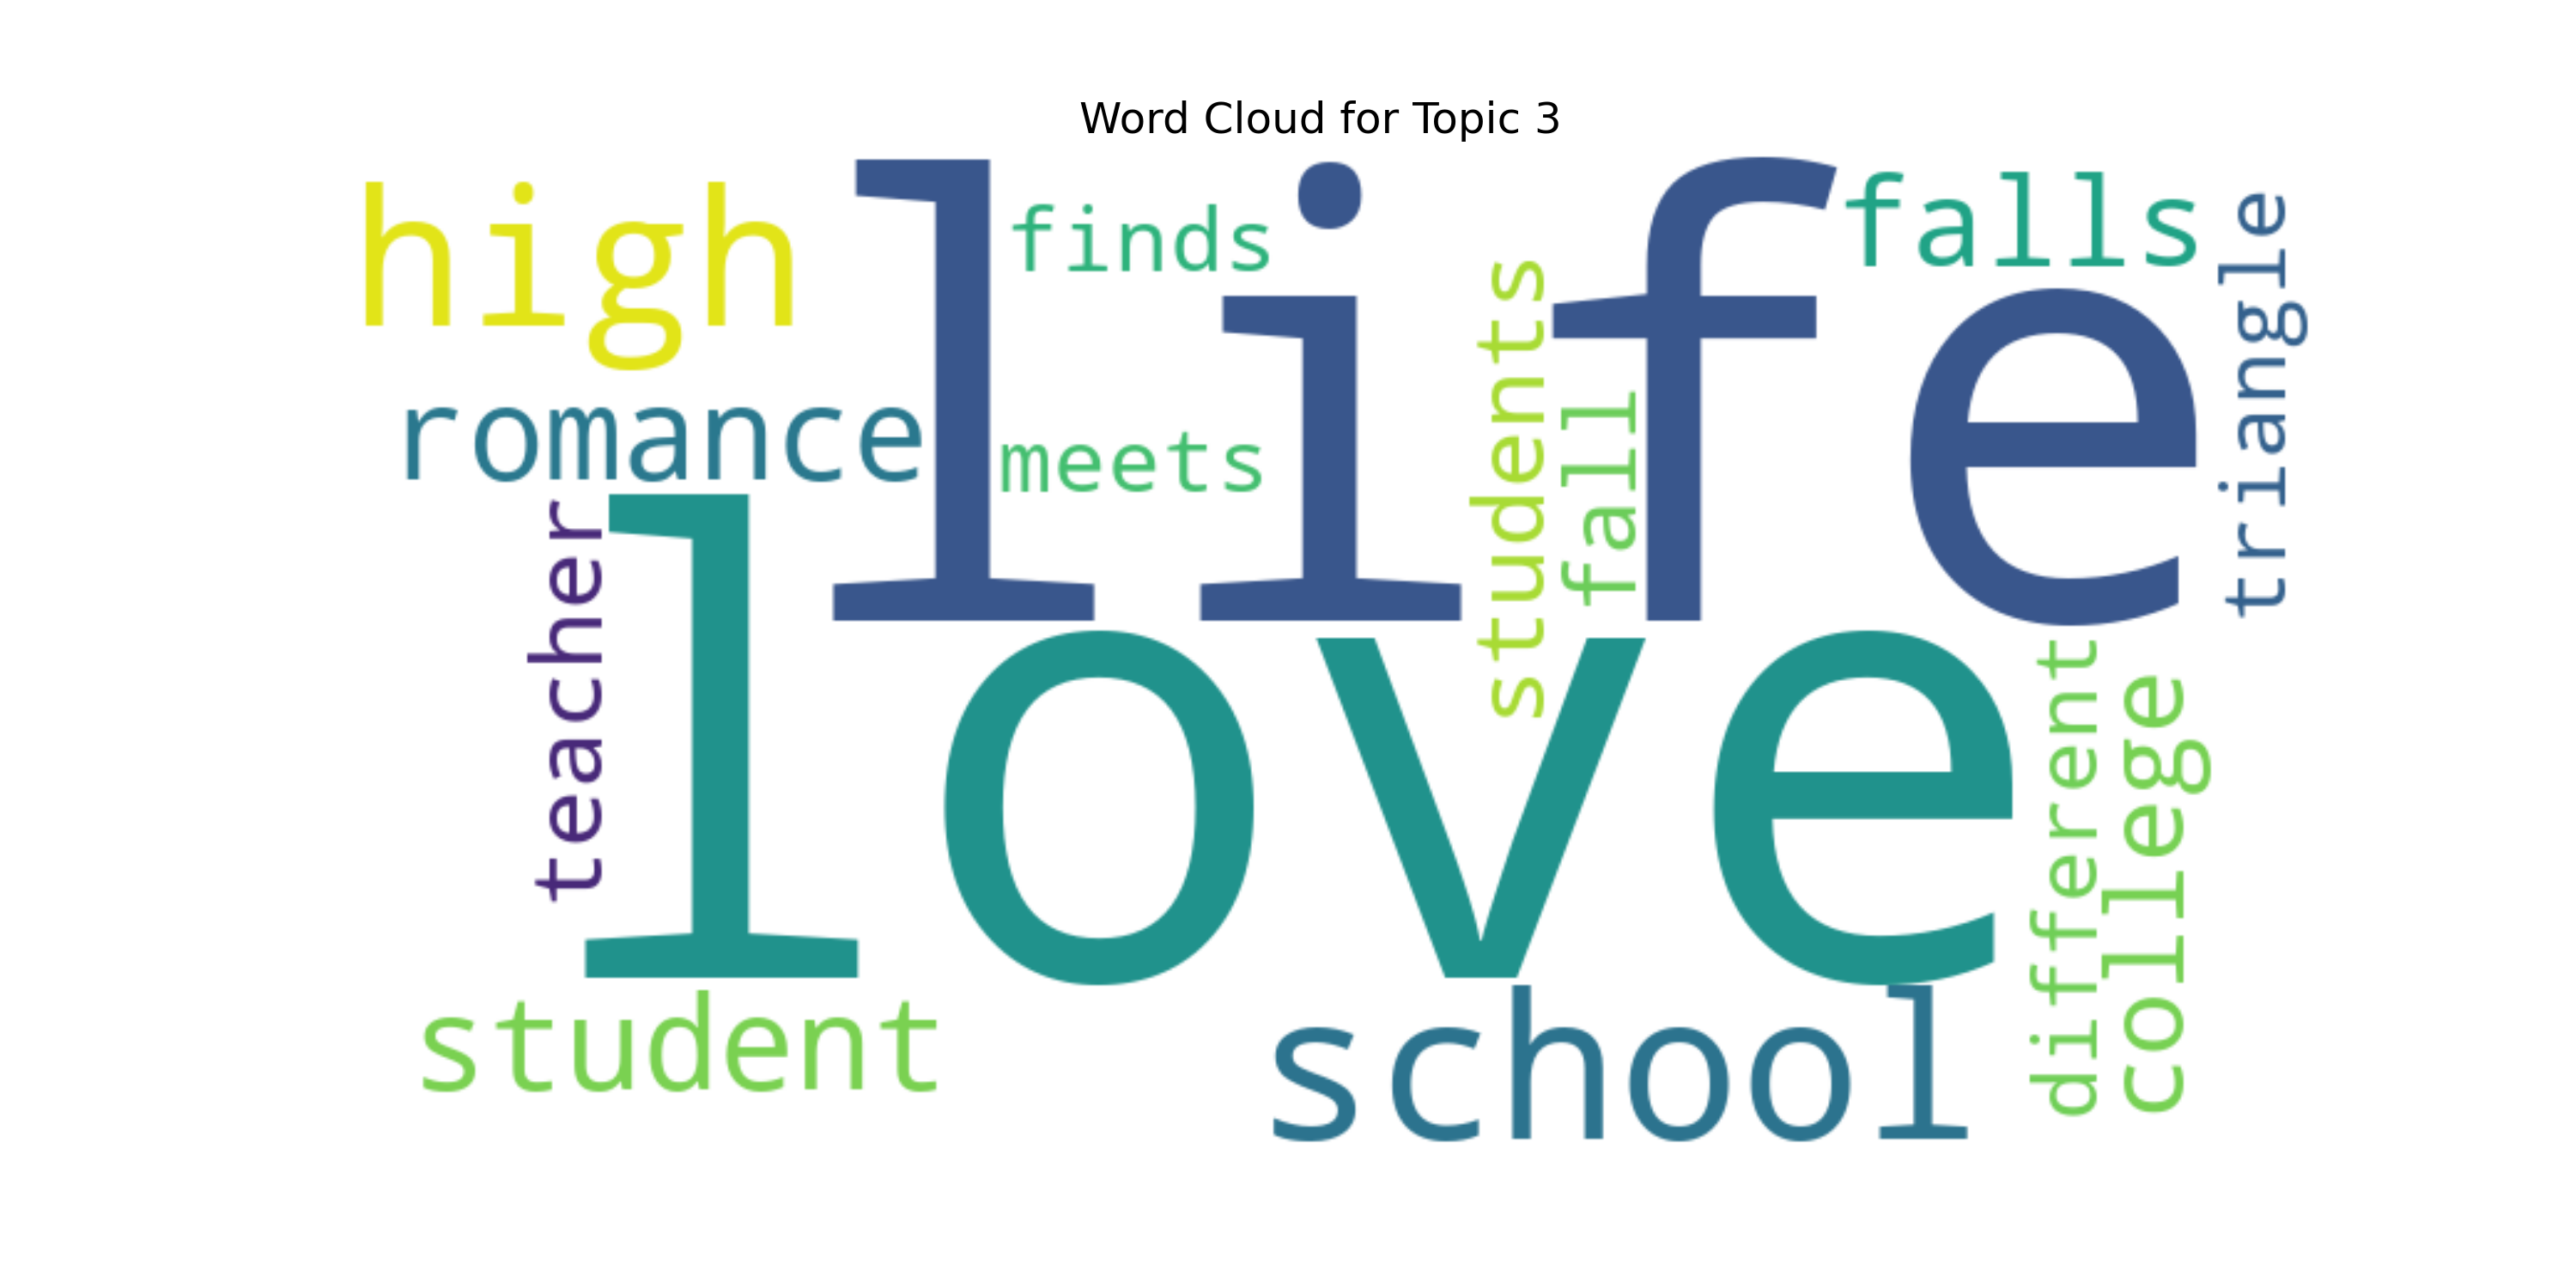 Word Cloud for Topic 3
high
life
finds
falls
triangle
romance
meets
students
fall
teacher
love
different
college
student
school